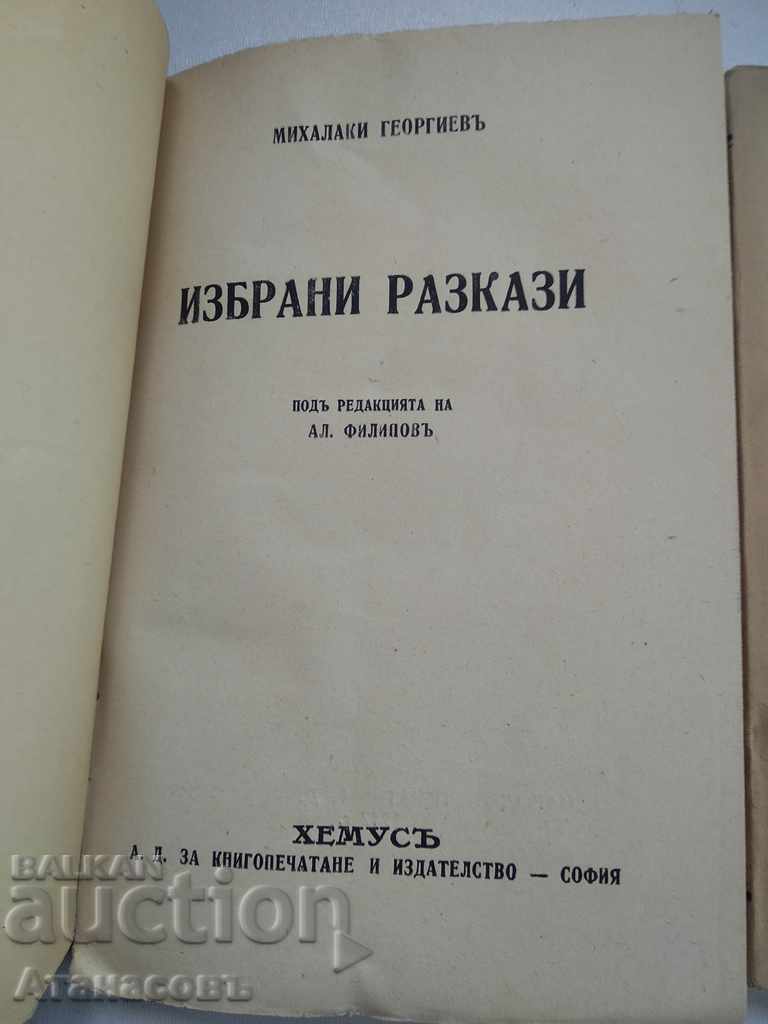 МИХАЛАКИ ГЕОРГИЕВЪ
ИЗБРАНИ РАЗКАЗИ
ПОДЪ РЕДАКЦИЯТА НА
АЛ. ФИЛИПОВЪ
ХЕМУСЪ
А. Д. ЗА КНИГОПЕЧАТАНЕ И ИЗДАТЕЛСТВО — СОФИЯ
BALKAN
auction
Атанасовъ